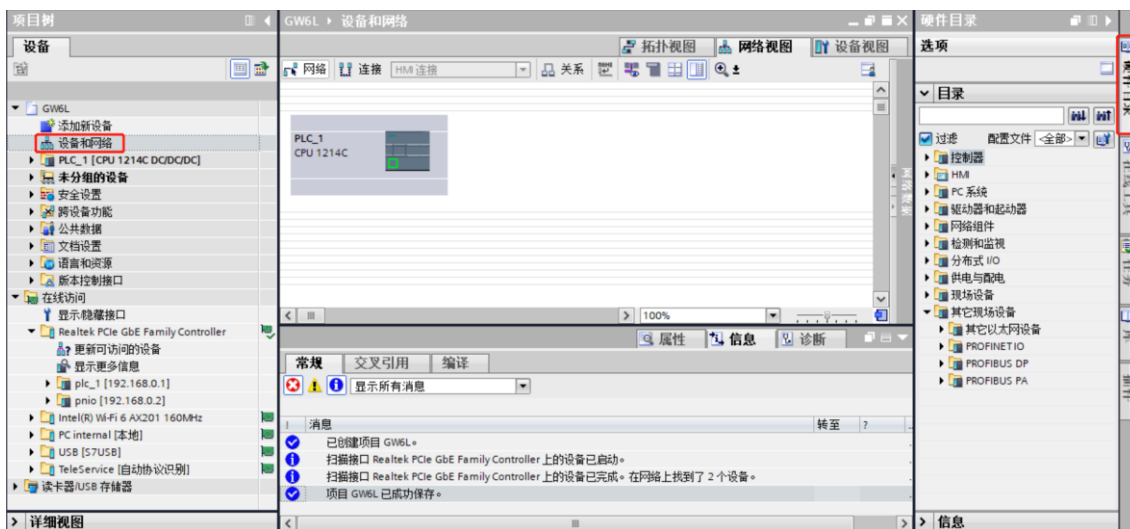 项目树
GW6L ▸ 设备和网络
硬件目录
设备
拓扑视图
网络视图
设备视图
选项
网络
连接
HMI 连接
关系
GW6L
添加新设备
设备和网络
PLC_1 [CPU 1214C DC/DC/DC]
未分组的设备
安全设置
跨设备功能
公共数据
文档设置
语言和资源
版本控制接口
在线访问
显示/隐藏接口
Realtek PCIe GbE Family Controller
更新可访问的设备
显示更多信息
plc_1 [192.168.0.1]
pnio [192.168.0.2]
Intel(R) Wi-Fi 6 AX201 160MHz
PC internal [本地]
USB [S7USB]
TeleService [自动协议识别]
读卡器/USB 存储器
详细视图
PLC_1
CPU 1214C
网络数据
100%
属性
信息
诊断
常规
交叉引用
编译
显示所有消息
! 消息 转至 ?
已创建项目 GW6L。
扫描接口 Realtek PCIe GbE Family Controller 上的设备已启动。
扫描接口 Realtek PCIe GbE Family Controller 上的设备已完成。在网络上找到了 2 个设备。
项目 GW6L 已成功保存。
目录
过滤
配置文件 <全部>
控制器
HMI
PC 系统
驱动器和起动器
网络组件
检测和监视
分布式 I/O
供电与配电
现场设备
其它现场设备
其它以太网设备
PROFINET IO
PROFIBUS DP
PROFIBUS PA
信息